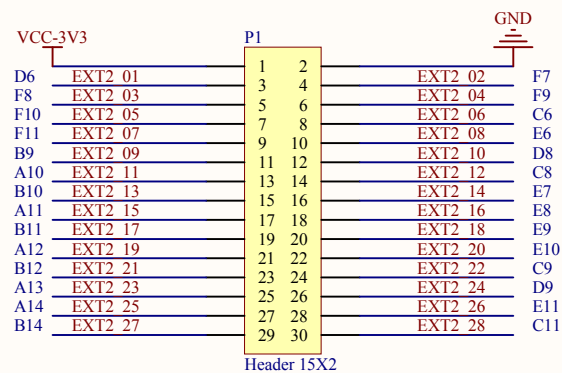 GND
VCC-3V3 P1
1 2
D6 EXT2 01 3 4 EXT2 02 F7
F8 EXT2 03 5 6 EXT2 04 F9
F10 EXT2 05 7 8 EXT2 06 C6
F11 EXT2 07 9 10 EXT2 08 E6
B9 EXT2 09 11 12 EXT2 10 D8
A10 EXT2 11 13 14 EXT2 12 C8
B10 EXT2 13 15 16 EXT2 14 E7
A11 EXT2 15 17 18 EXT2 16 E8
B11 EXT2 17 19 20 EXT2 18 E9
A12 EXT2 19 21 22 EXT2 20 E10
B12 EXT2 21 23 24 EXT2 22 C9
A13 EXT2 23 25 26 EXT2 24 D9
A14 EXT2 25 27 28 EXT2 26 E11
B14 EXT2 27 29 30 EXT2 28 C11
Header 15X2